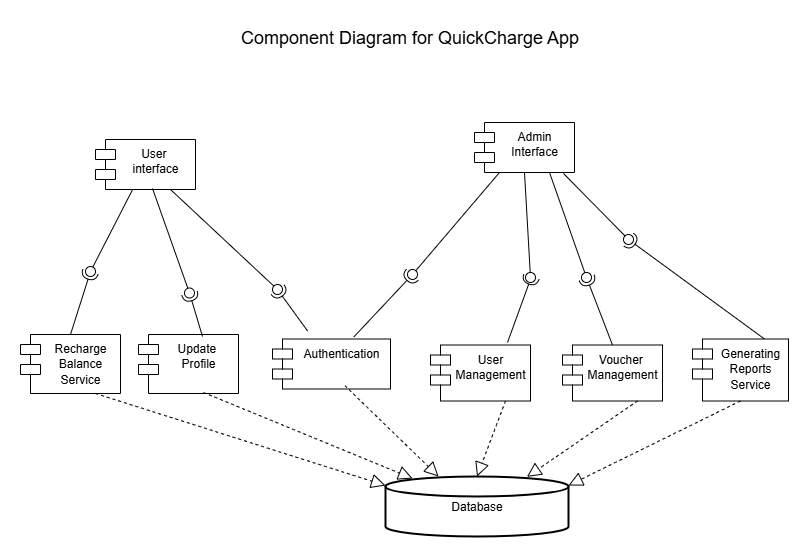 Component Diagram for QuickCharge App
User
interface
Admin
Interface
Recharge
Balance
Service
Update
Profile
Authentication
User
Management
Voucher
Management
Generating
Reports
Service
Database